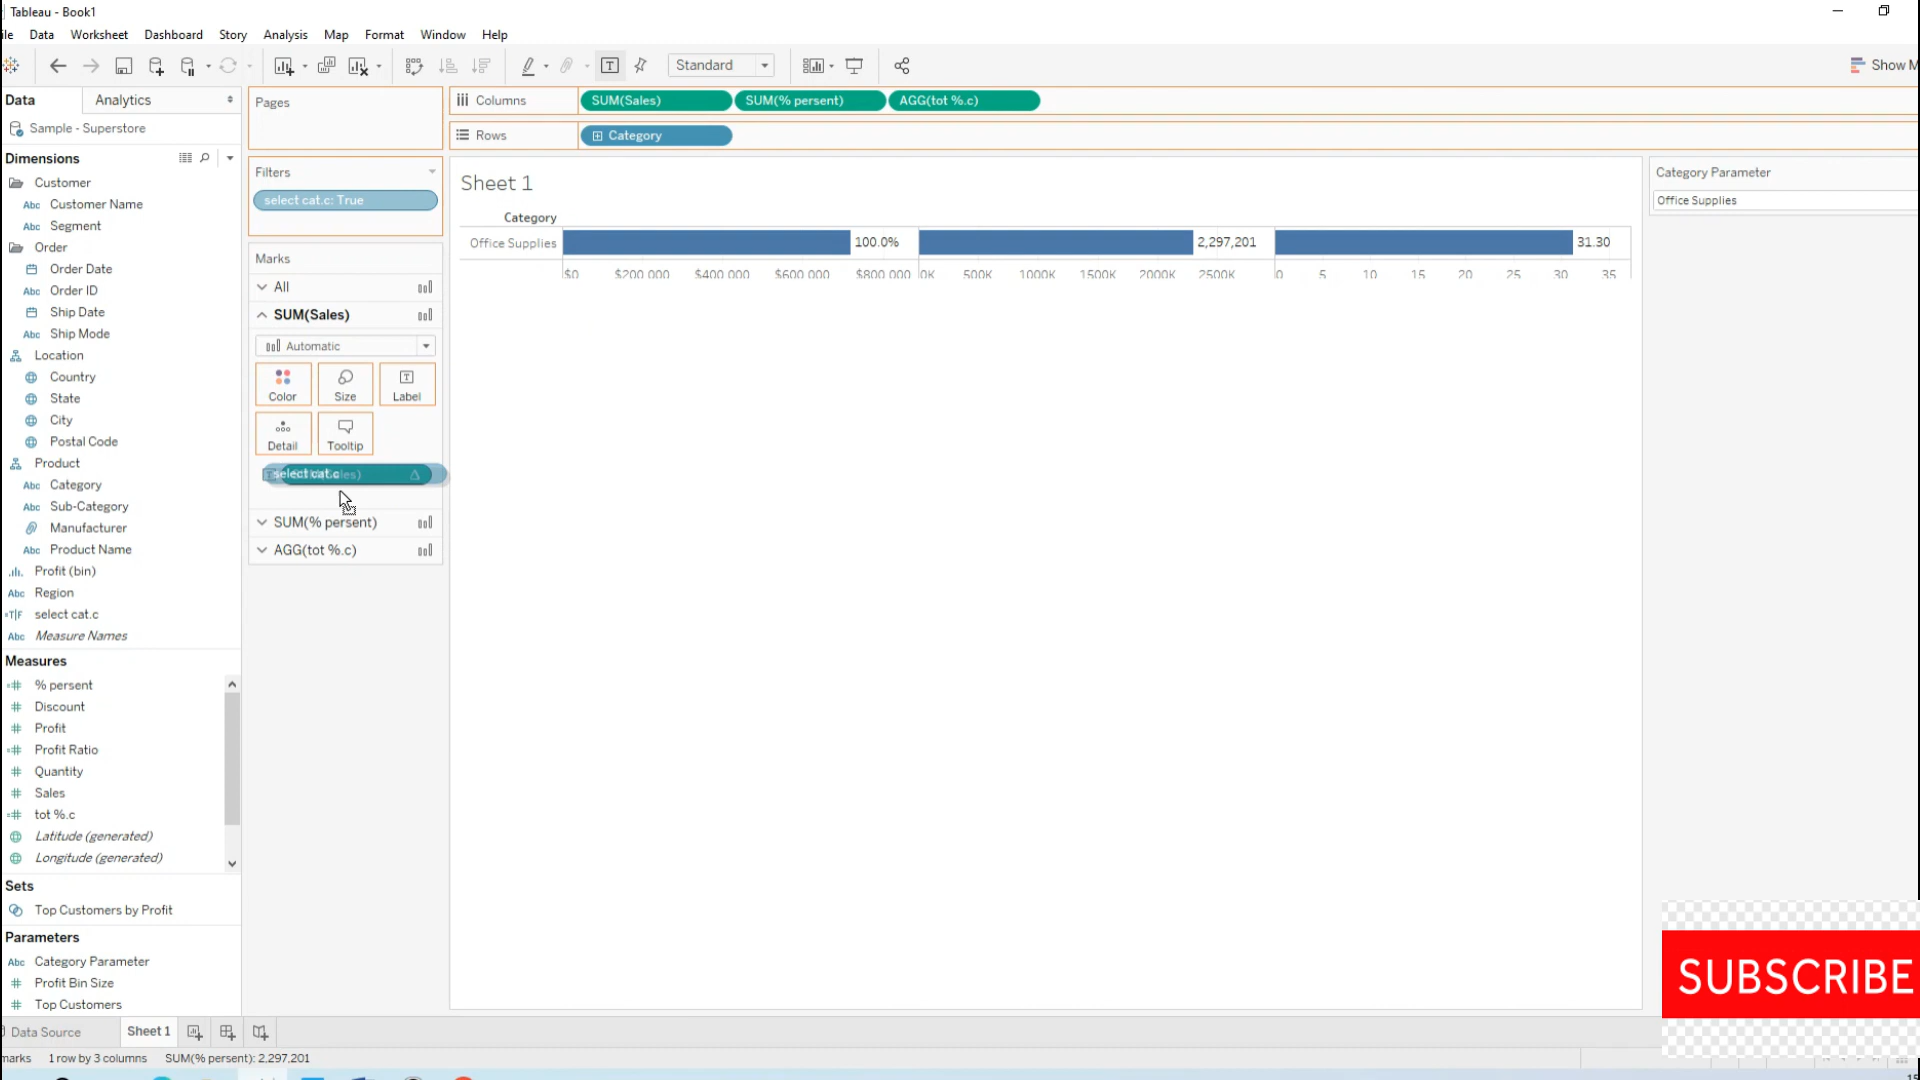 Tableau - Book1
ile Data Worksheet Dashboard Story Analysis Map Format Window Help
Standard
Show M
Data Analytics
Pages
Columns SUM(Sales) SUM(% persent) AGG(tot %.c)
Sample - Superstore
Rows Category
Dimensions
Customer
Customer Name
Segment
Order
Order Date
Order ID
Ship Date
Ship Mode
Location
Country
State
City
Postal Code
Product
Category
Sub-Category
Manufacturer
Product Name
Profit (bin)
Region
select cat.c
Measure Names
Measures
% persent
Discount
Profit
Profit Ratio
Quantity
Sales
tot %.c
Latitude (generated)
Longitude (generated)
Sets
Top Customers by Profit
Parameters
Category Parameter
Profit Bin Size
Top Customers
Filters
select cat.c: True
Marks
All
SUM(Sales)
Automatic
Color Size Label
Detail Tooltip
select cat.c
SUM(% persent)
AGG(tot %.c)
Sheet 1
Category
Office Supplies 100.0% 2,297,201 31.30
$0 $200 000 $400 000 $600 000 $800 000 0K 500K 1000K 1500K 2000K 2500K 0 5 10 15 20 25 30 35
Category Parameter
Office Supplies
SUBSCRIBE
Data Source Sheet 1
marks 1 row by 3 columns SUM(% persent): 2,297,201